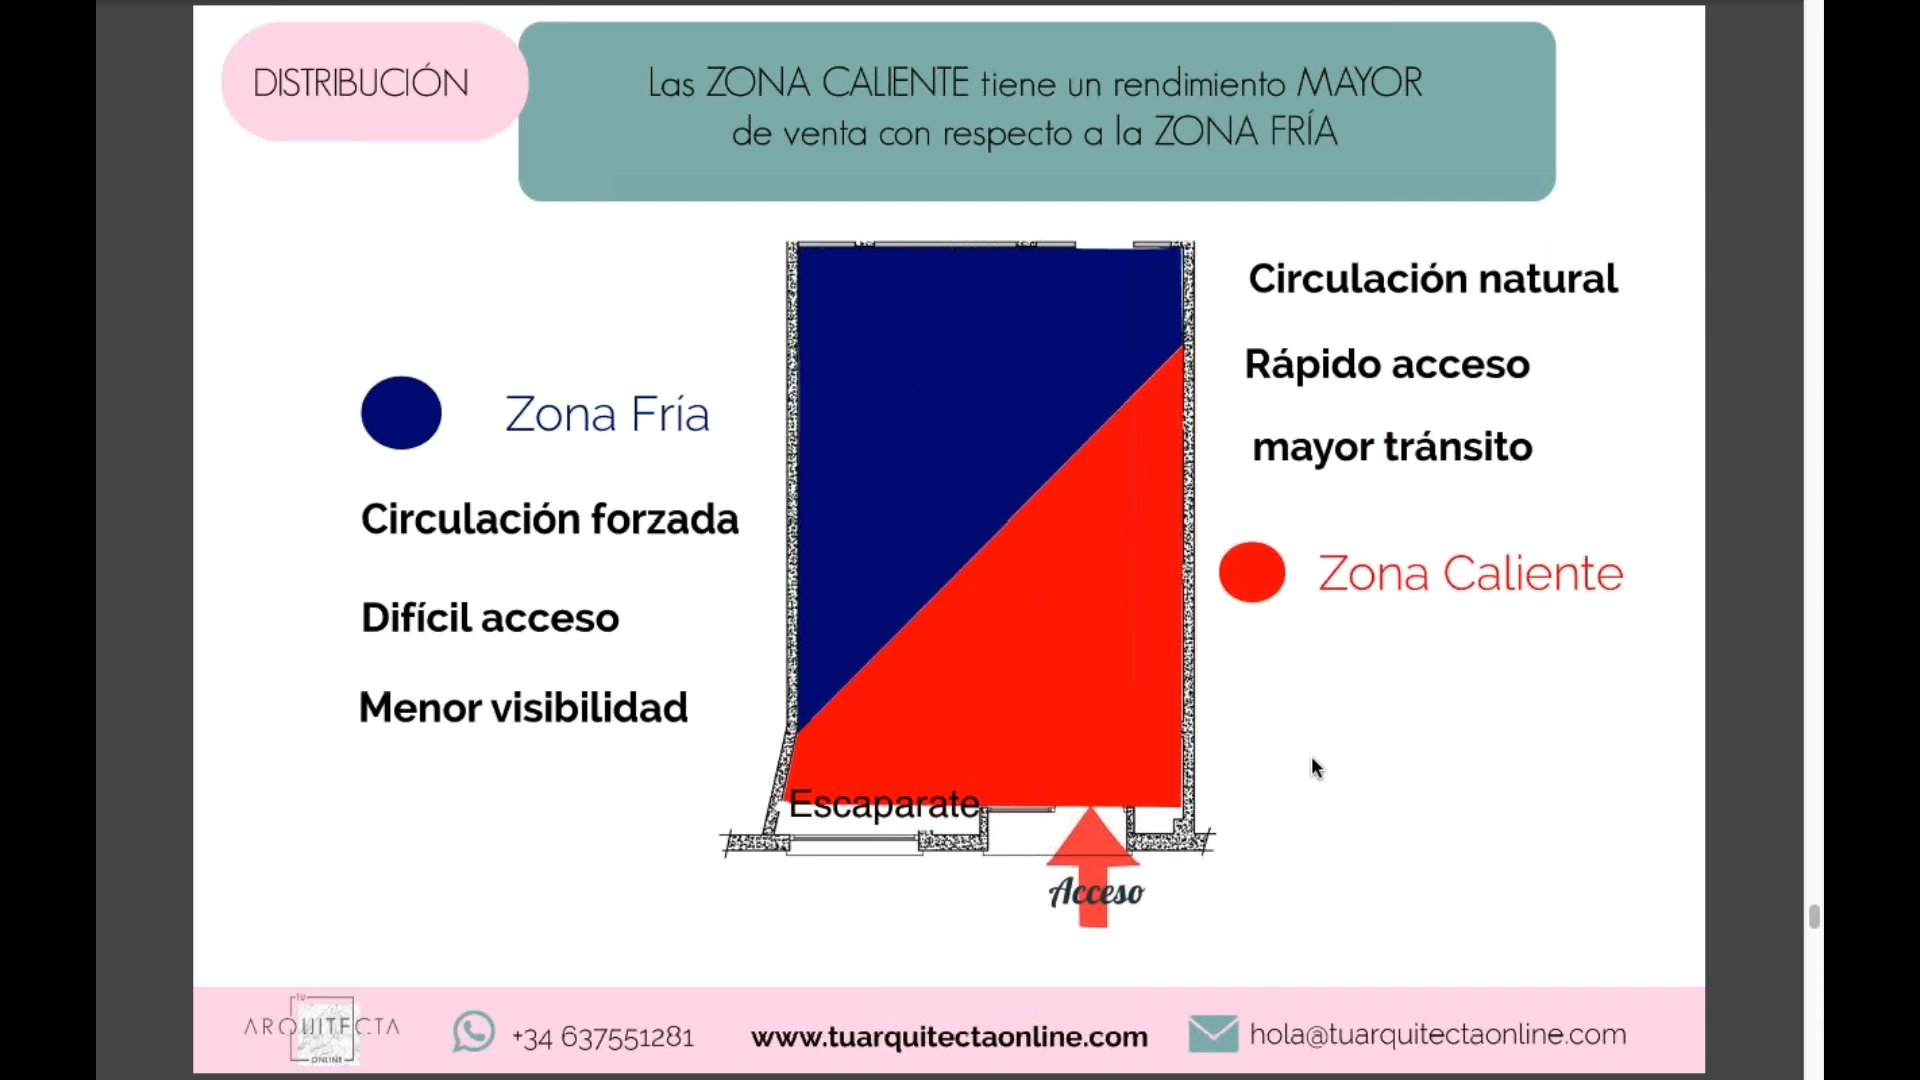 DISTRIBUCIÓN
Las ZONA CALIENTE tiene un rendimiento MAYOR
de venta con respecto a la ZONA FRÍA
Zona Fría
Circulación forzada
Difícil acceso
Menor visibilidad
Circulación natural
Rápido acceso
mayor tránsito
Zona Caliente
Escaparate
Acceso
TU
ARQUITECTA
ONLINE
+34 637551281
www.tuarquitectaonline.com
hola@tuarquitectaonline.com